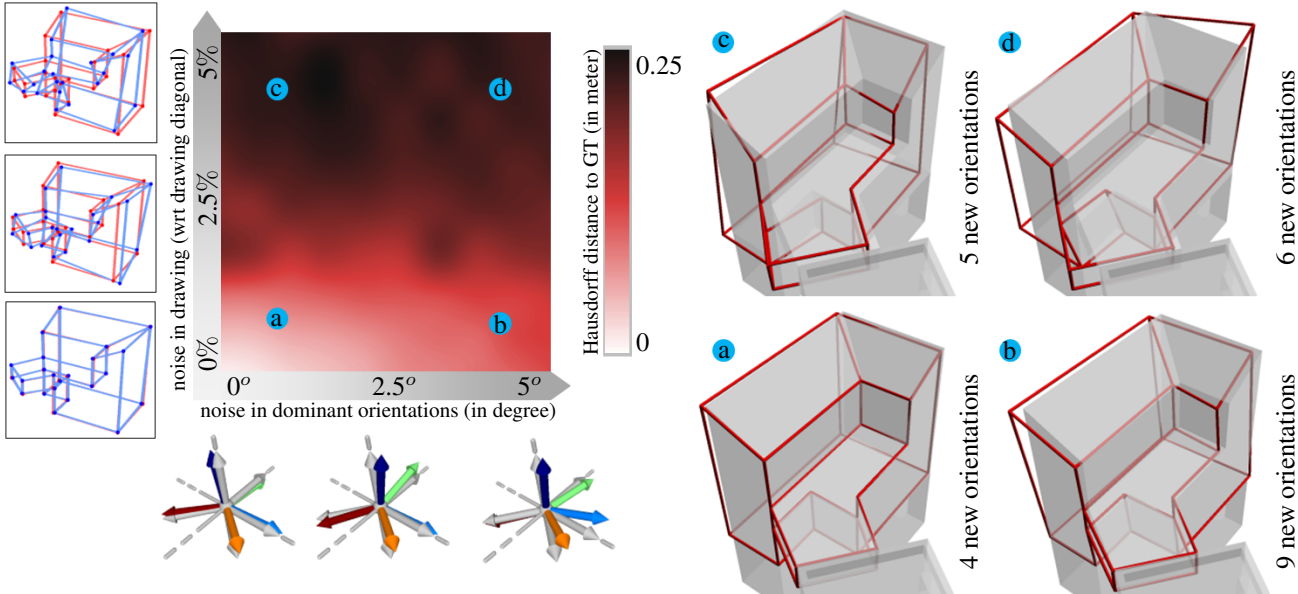 noise in drawing (wrt drawing diagonal)
5%
2.5%
0%
c
d
a
b
0°
2.5°
5°
noise in dominant orientations (in degree)
Hausdorff distance to GT (in meter)
0.25
0
c
5 new orientations
d
6 new orientations
a
4 new orientations
b
9 new orientations